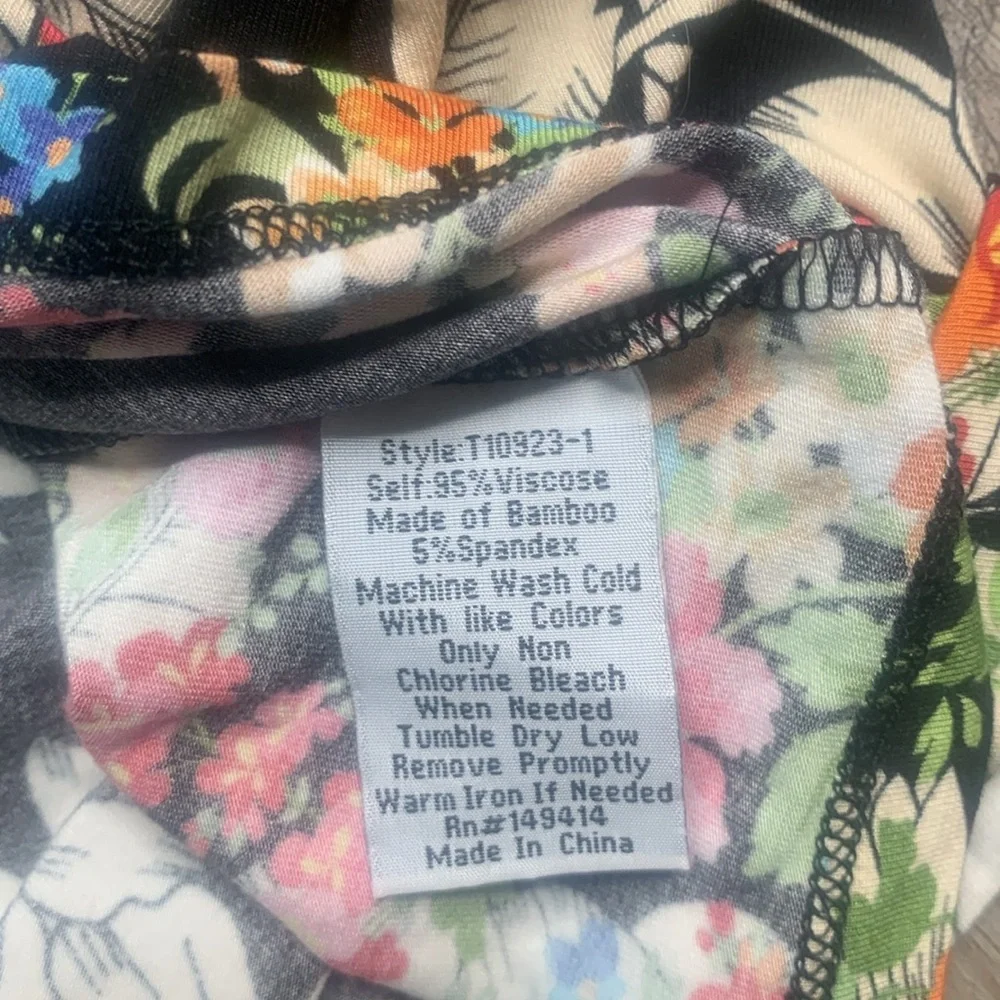 Style:T10923-1
Self:95%Viscose
Made of Bamboo
5%Spandex
Machine Wash Cold
With like Colors
Only Non
Chlorine Bleach
When Needed
Tumble Dry Low
Remove Promptly
Warm Iron If Needed
Rn#149414
Made In China